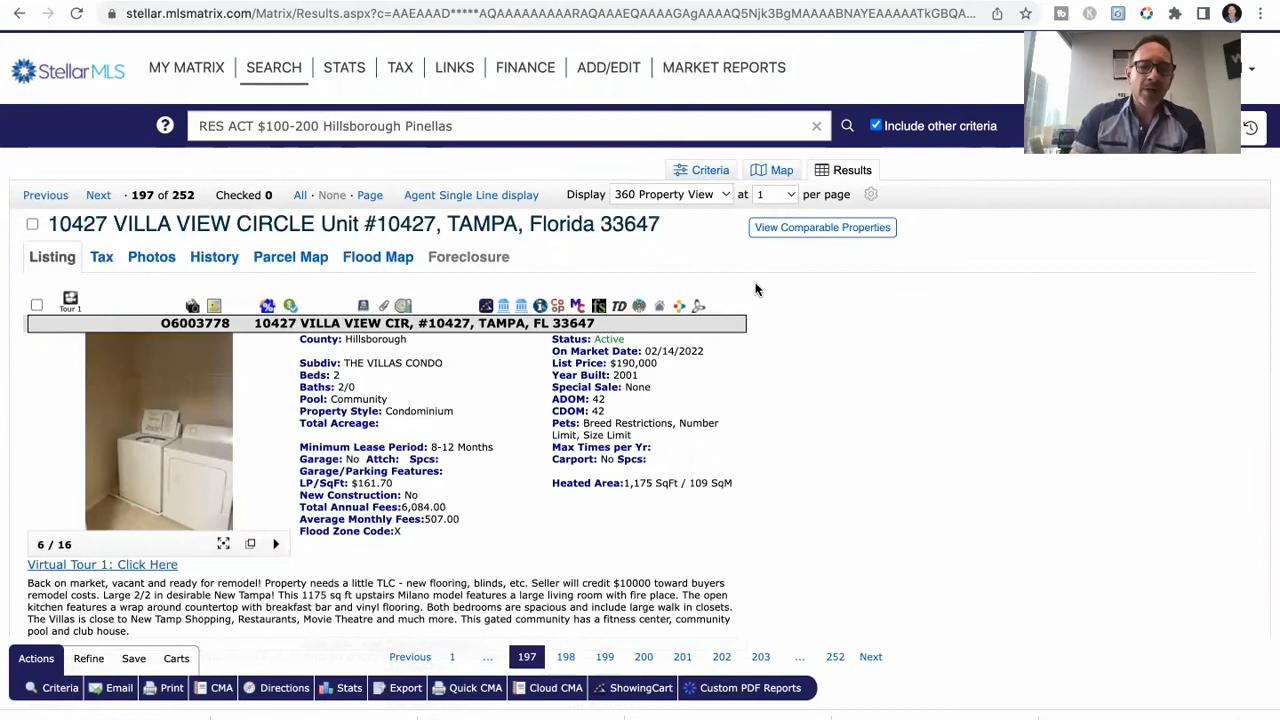 stellar.mlsmatrix.com/Matrix/Results.aspx?c=AAEAAAD*****AQAAAAAAAAARAQAAAEQAAAAGAgAAAAQ5Njk3BgMAAAABNAYEAAAAATkGBQA...
StellarMLS
MY MATRIX SEARCH STATS TAX LINKS FINANCE ADD/EDIT MARKET REPORTS
? RES ACT $100-200 Hillsborough Pinellas × Include other criteria
Criteria Map Results
Previous Next · 197 of 252 Checked 0 All · None · Page Agent Single Line display Display 360 Property View at 1 per page
10427 VILLA VIEW CIRCLE Unit #10427, TAMPA, Florida 33647 View Comparable Properties
Listing Tax Photos History Parcel Map Flood Map Foreclosure
Tour 1
TD
O6003778 10427 VILLA VIEW CIR, #10427, TAMPA, FL 33647
County: Hillsborough
Subdiv: THE VILLAS CONDO
Beds: 2
Baths: 2/0
Pool: Community
Property Style: Condominium
Total Acreage:
Minimum Lease Period: 8-12 Months
Garage: No Attch: Spcs:
Garage/Parking Features:
LP/SqFt: $161.70
New Construction: No
Total Annual Fees:6,084.00
Average Monthly Fees:507.00
Flood Zone Code:X
Status: Active
On Market Date: 02/14/2022
List Price: $190,000
Year Built: 2001
Special Sale: None
ADOM: 42
CDOM: 42
Pets: Breed Restrictions, Number
Limit, Size Limit
Max Times per Yr:
Carport: No Spcs:
Heated Area:1,175 SqFt / 109 SqM
6 / 16
Virtual Tour 1: Click Here
Back on market, vacant and ready for remodel! Property needs a little TLC - new flooring, blinds, etc. Seller will credit $10000 toward buyers
remodel costs. Large 2/2 in desirable New Tampa! This 1175 sq ft upstairs Milano model features a large living room with fire place. The open
kitchen features a wrap around countertop with breakfast bar and vinyl flooring. Both bedrooms are spacious and include large walk in closets.
The Villas is close to New Tamp Shopping, Restaurants, Movie Theatre and much more. This gated community has a fitness center, community
pool and club house.
Actions Refine Save Carts
Previous 1 ... 197 198 199 200 201 202 203 ... 252 Next
Criteria Email Print CMA Directions Stats Export Quick CMA Cloud CMA ShowingCart Custom PDF Reports